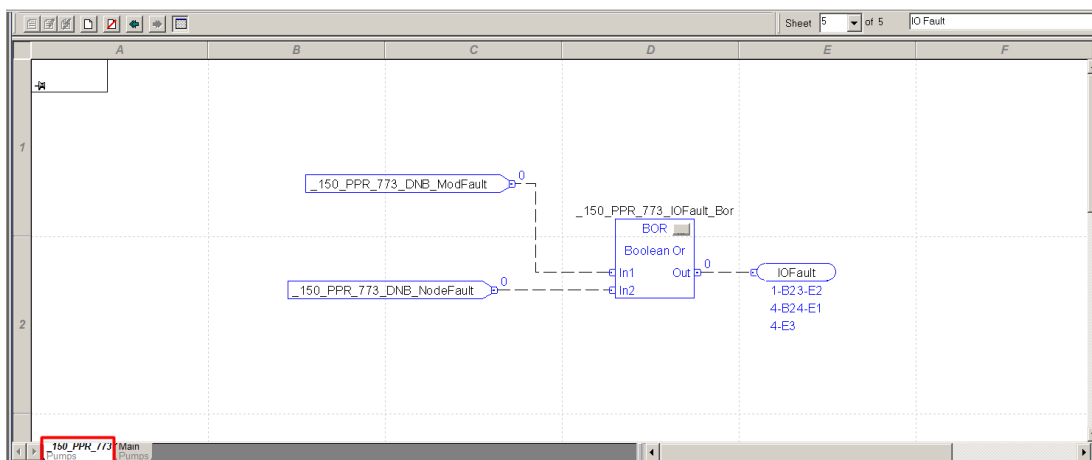 Sheet 5 of 5 IO Fault
A B C D E F
1
_150_PPR_773_DNB_ModFault 0
_150_PPR_773_IOFault_Bor
BOR
Boolean Or
In1 Out 0 IOFault
_150_PPR_773_DNB_NodeFault 0 In2
1-B23-E2
4-B24-E1
4-E3
2
_150_PPR_773 Main
Pumps Pumps